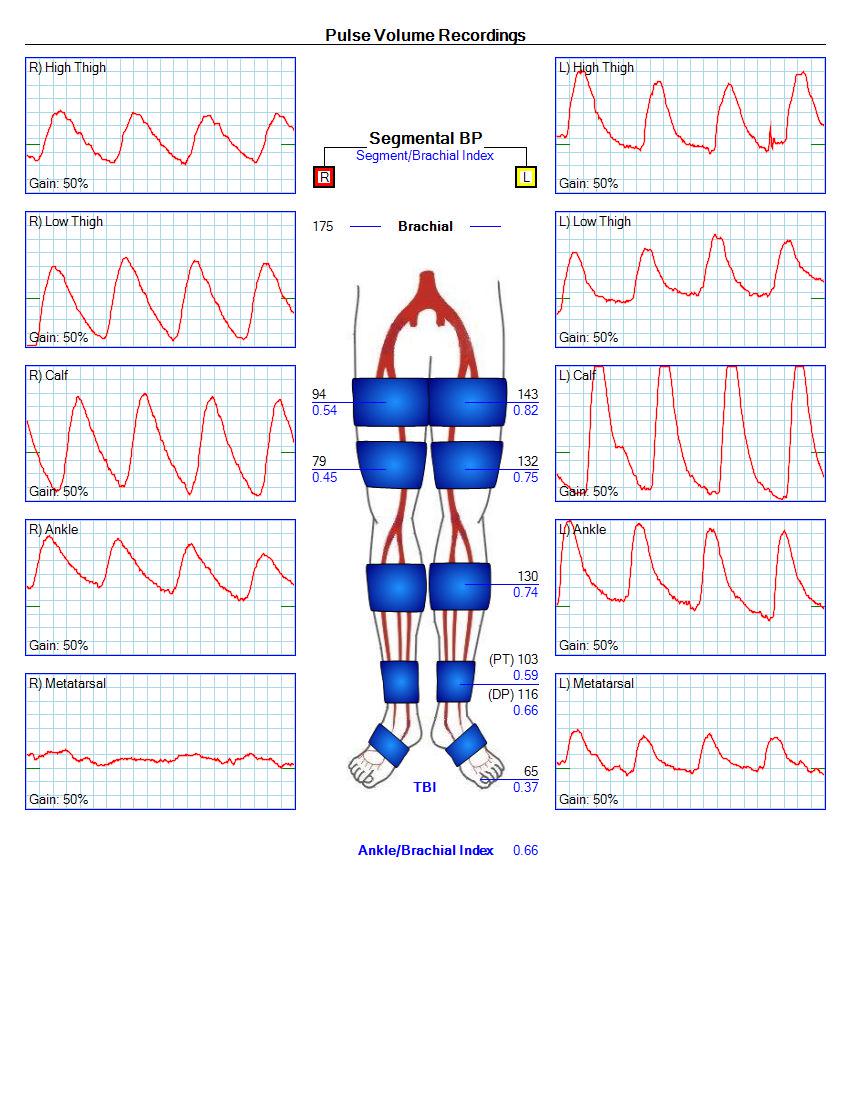 Pulse Volume Recordings
R) High Thigh
Gain: 50%
L) High Thigh
Gain: 50%
Segmental BP
Segment/Brachial Index
R
L
R) Low Thigh
Gain: 50%
175
Brachial
L) Low Thigh
Gain: 50%
R) Calf
Gain: 50%
94
0.54
143
0.82
L) Calf
Gain: 50%
79
0.45
132
0.75
R) Ankle
Gain: 50%
130
0.74
L) Ankle
Gain: 50%
R) Metatarsal
Gain: 50%
(PT) 103
0.59
(DP) 116
0.66
L) Metatarsal
Gain: 50%
65
TBI
0.37
Ankle/Brachial Index 0.66